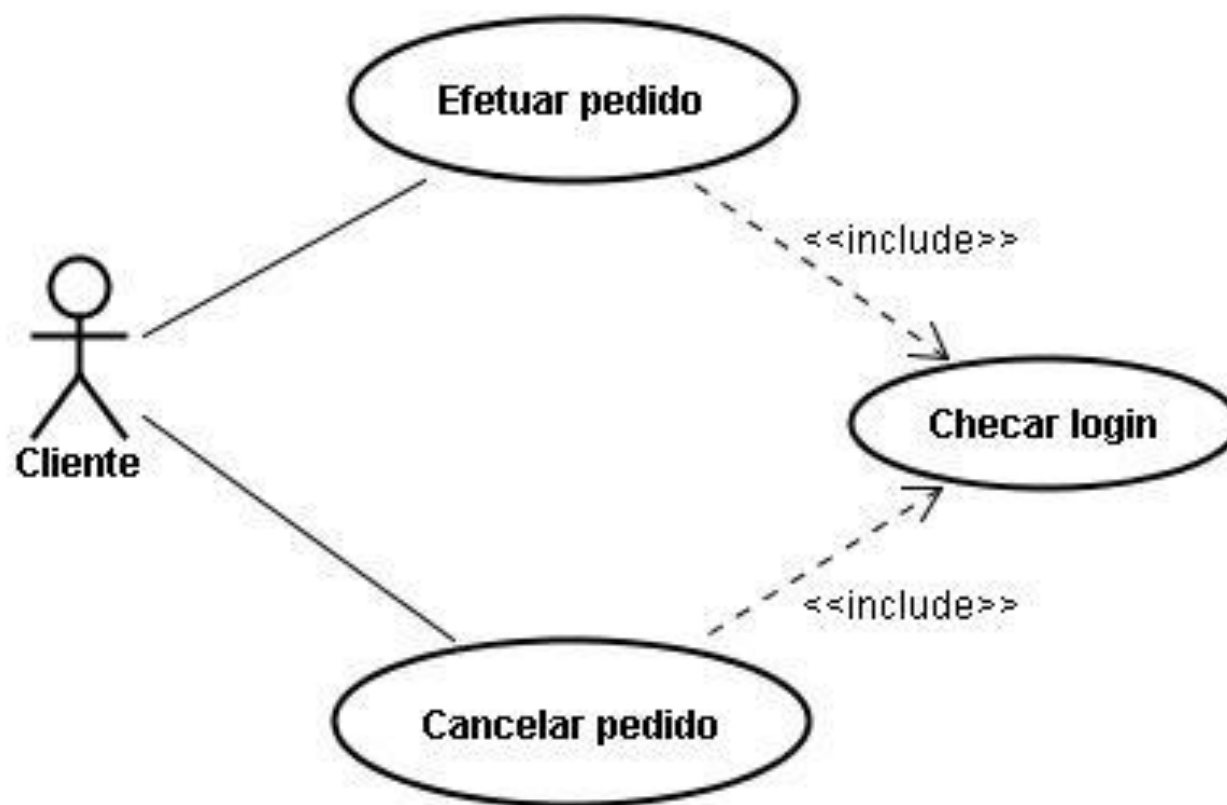 Efetuar pedido
<<include>>
Cliente
Checar login
<<include>>
Cancelar pedido